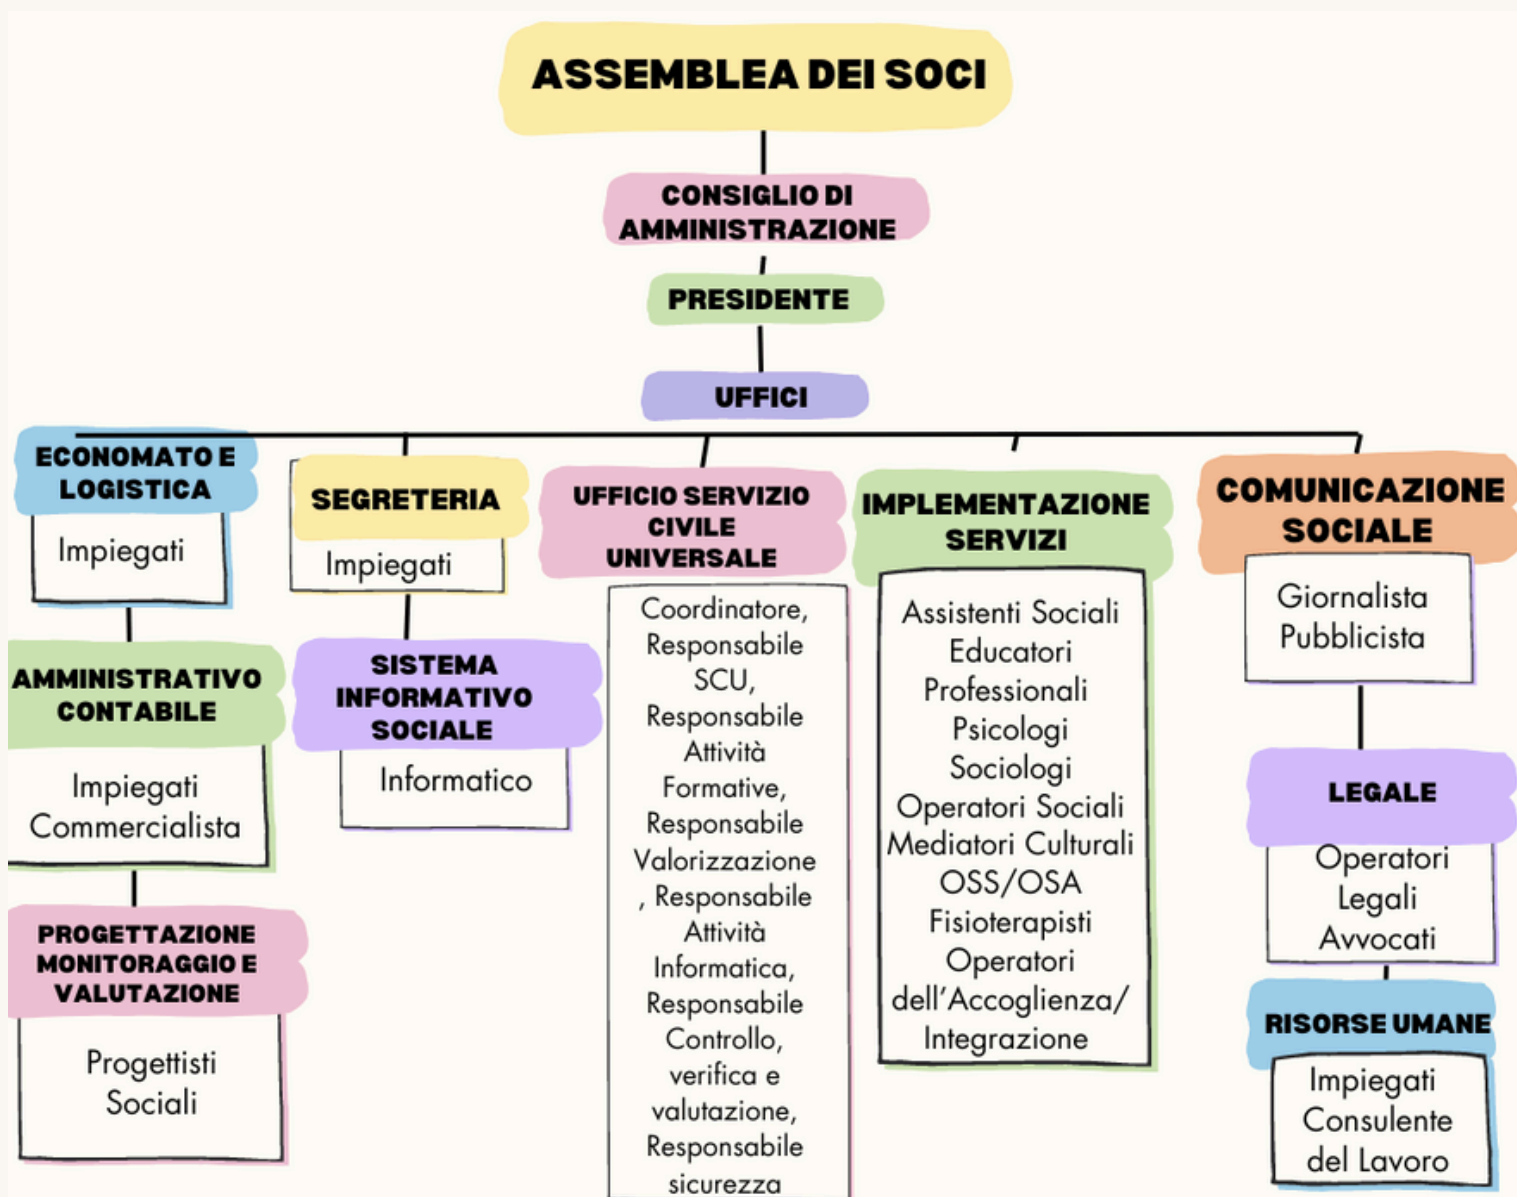 ASSEMBLEA DEI SOCI
CONSIGLIO DI
AMMINISTRAZIONE
PRESIDENTE
UFFICI
ECONOMATO E
LOGISTICA
Impiegati
AMMINISTRATIVO
CONTABILE
Impiegati
Commercialista
PROGETTAZIONE
MONITORAGGIO E
VALUTAZIONE
Progettisti
Sociali
SEGRETERIA
Impiegati
SISTEMA
INFORMATIVO
SOCIALE
Informatico
UFFICIO SERVIZIO
CIVILE
UNIVERSALE
Coordinatore,
Responsabile
SCU,
Responsabile
Attività
Formative,
Responsabile
Valorizzazione
, Responsabile
Attività
Informatica,
Responsabile
Controllo,
verifica e
valutazione,
Responsabile
sicurezza
IMPLEMENTAZIONE
SERVIZI
Assistenti Sociali
Educatori
Professionali
Psicologi
Sociologi
Operatori Sociali
Mediatori Culturali
OSS/OSA
Fisioterapisti
Operatori
dell'Accoglienza/
Integrazione
COMUNICAZIONE
SOCIALE
Giornalista
Pubblicista
LEGALE
Operatori
Legali
Avvocati
RISORSE UMANE
Impiegati
Consulente
del Lavoro